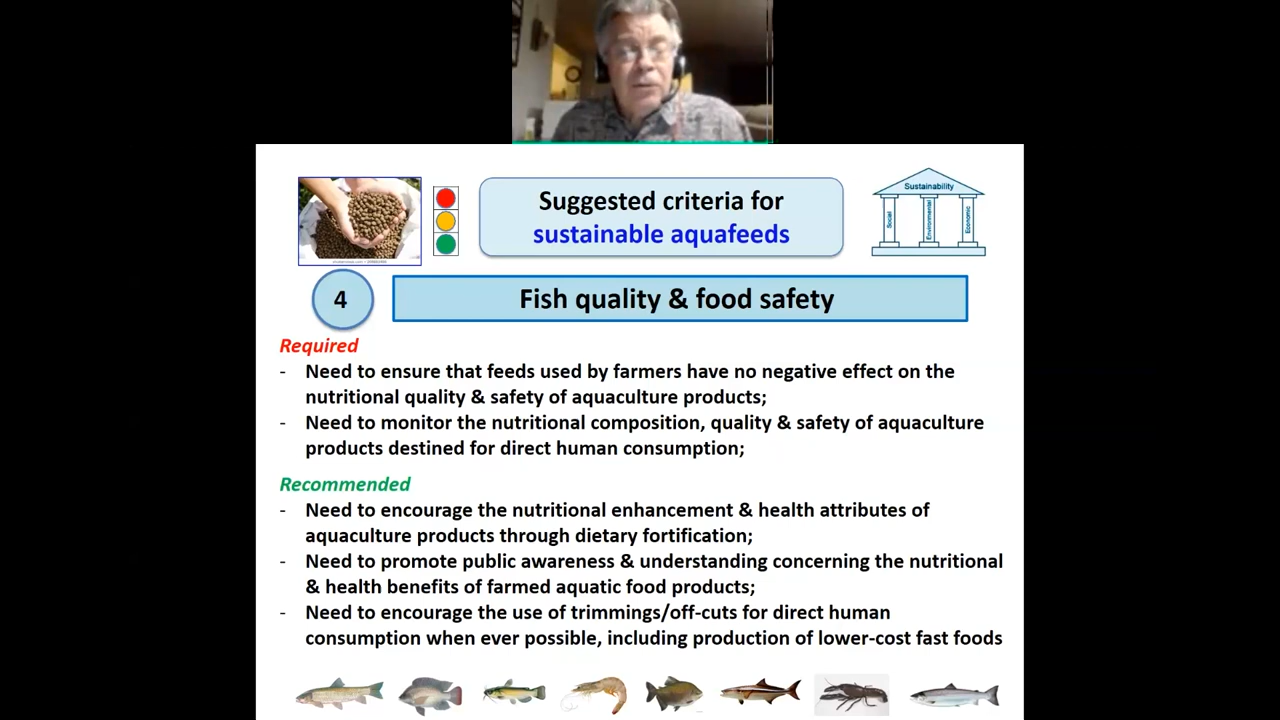 Suggested criteria for
sustainable aquafeeds
Sustainability
Social
Environmental
Economic
4
Fish quality & food safety
Required
- Need to ensure that feeds used by farmers have no negative effect on the
nutritional quality & safety of aquaculture products;
- Need to monitor the nutritional composition, quality & safety of aquaculture
products destined for direct human consumption;
Recommended
- Need to encourage the nutritional enhancement & health attributes of
aquaculture products through dietary fortification;
- Need to promote public awareness & understanding concerning the nutritional
& health benefits of farmed aquatic food products;
- Need to encourage the use of trimmings/off-cuts for direct human
consumption when ever possible, including production of lower-cost fast foods